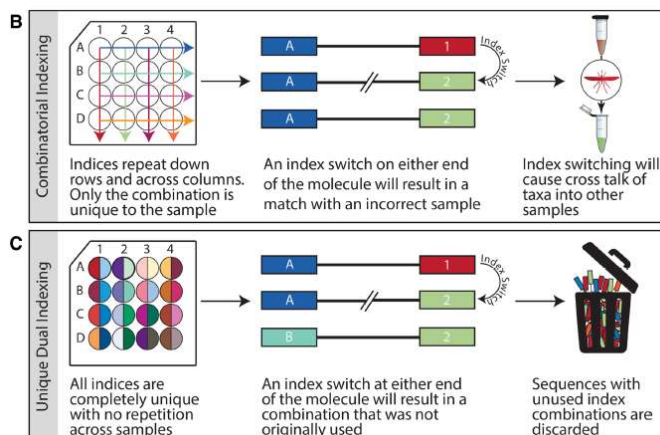 B
Combinatorial Indexing
1 2 3 4
A
B
C
D
A 1
Index Switch
A 2
A 2
Indices repeat down
rows and across columns.
Only the combination is
unique to the sample
An index switch on either end
of the molecule will result in a
match with an incorrect sample
Index switching will
cause cross talk of
taxa into other
samples
C
Unique Dual Indexing
1 2 3 4
A
B
C
D
A 1
Index Switch
A 2
B 2
All indices are
completely unique
with no repetition
across samples
An index switch at either end
of the molecule will result in a
combination that was not
originally used
Sequences with
unused index
combinations are
discarded